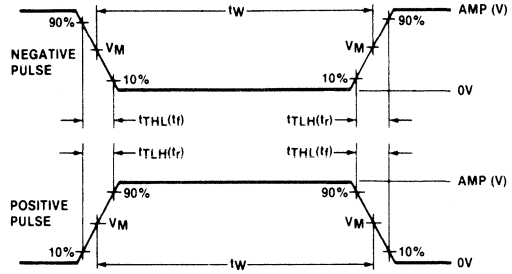 tW AMP (V)
90% 90%
NEGATIVE PULSE
VM VM
10% 10%
0V
tTHL(tf) tTLH(tr)
tTLH(tr) tTHL(tf)
AMP (V)
90% 90%
POSITIVE PULSE
VM VM
10% 10%
tW 0V